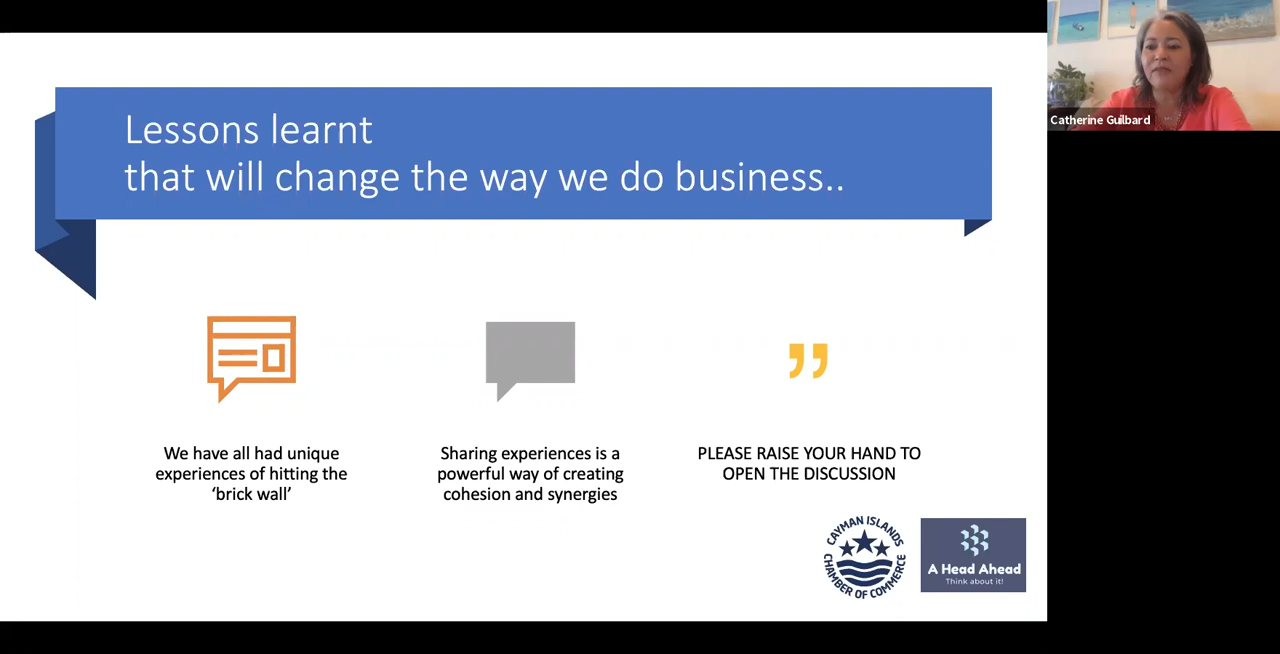 Lessons learnt
that will change the way we do business..
Catherine Guilbard
We have all had unique
experiences of hitting the
‘brick wall’
Sharing experiences is a
powerful way of creating
cohesion and synergies
PLEASE RAISE YOUR HAND TO
OPEN THE DISCUSSION
CAYMAN ISLANDS
CHAMBER OF COMMERCE
A Head Ahead
Think about it!